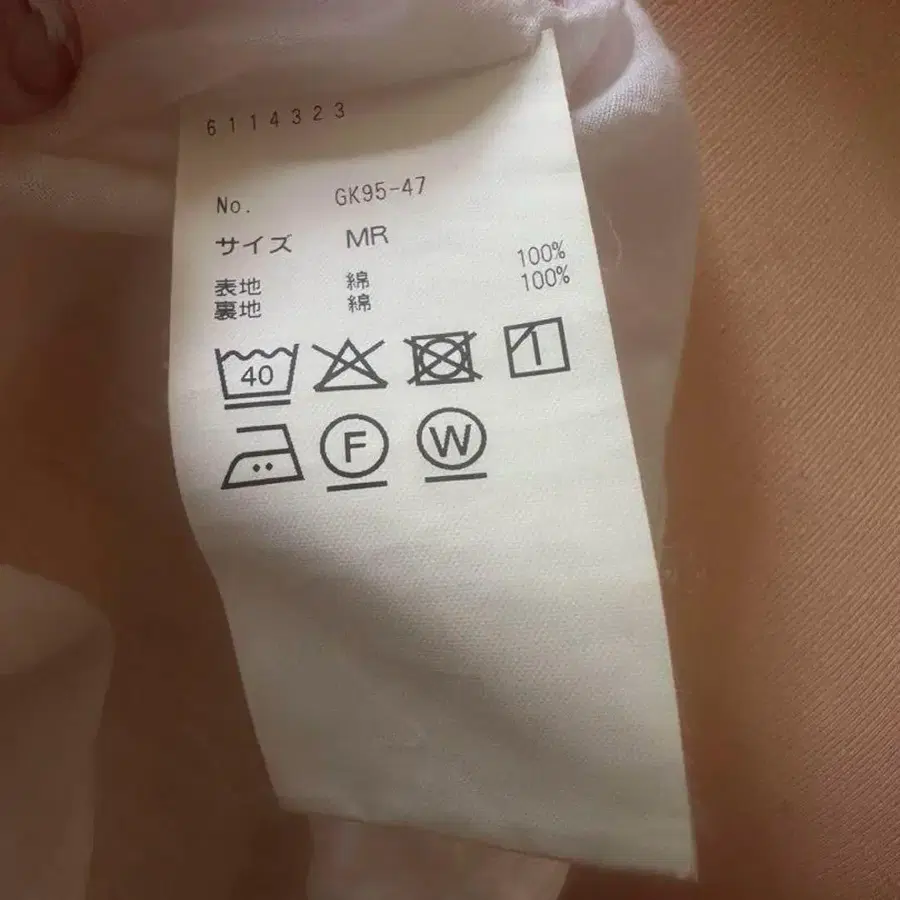 6114323
No. GK95-47
サイズ MR
表地 綿 100%
裏地 綿 100%
40
F W